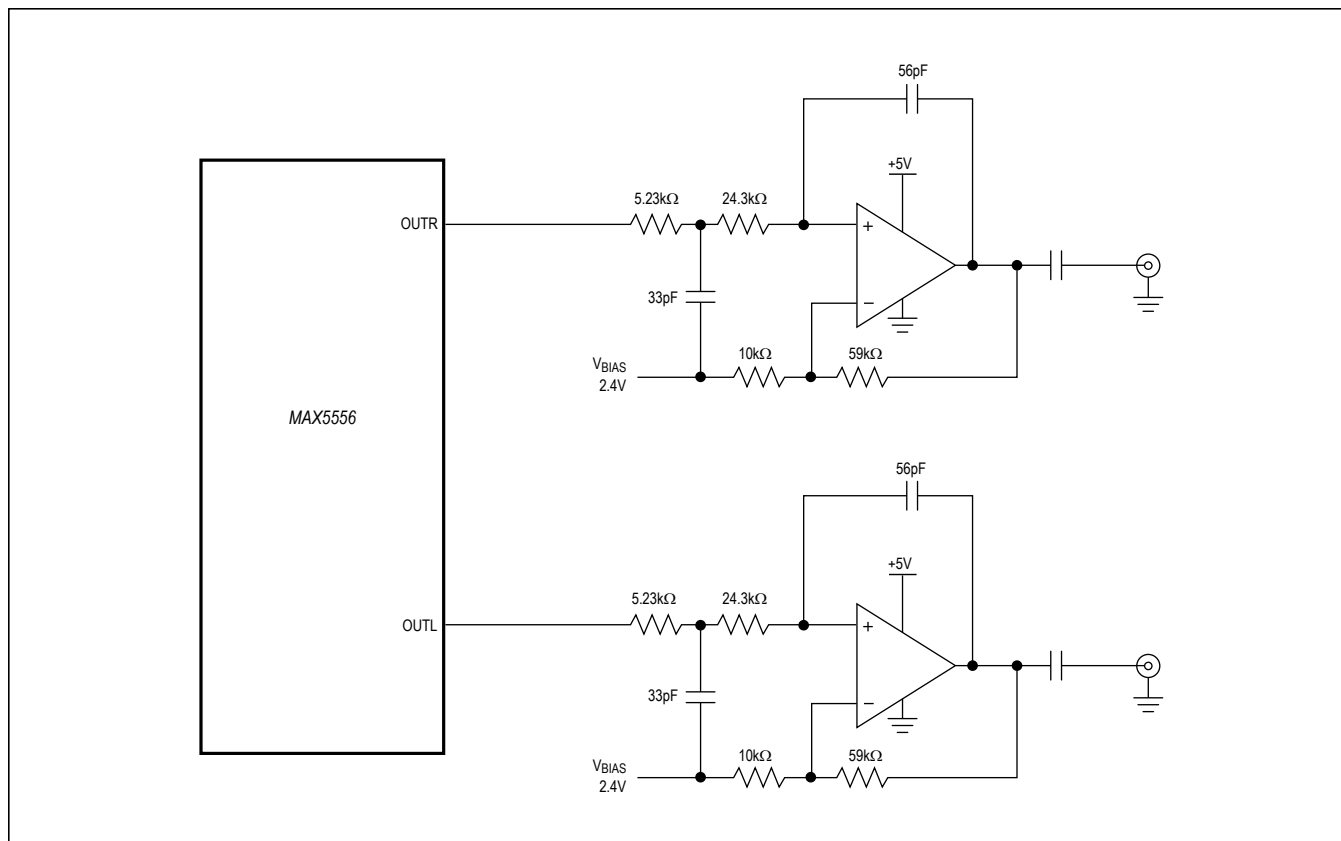 56pF
+5V
5.23kΩ
24.3kΩ
OUTR
+
33pF
−
10kΩ
59kΩ
VBIAS
2.4V
MAX5556
56pF
+5V
5.23kΩ
24.3kΩ
OUTL
+
33pF
−
10kΩ
59kΩ
VBIAS
2.4V